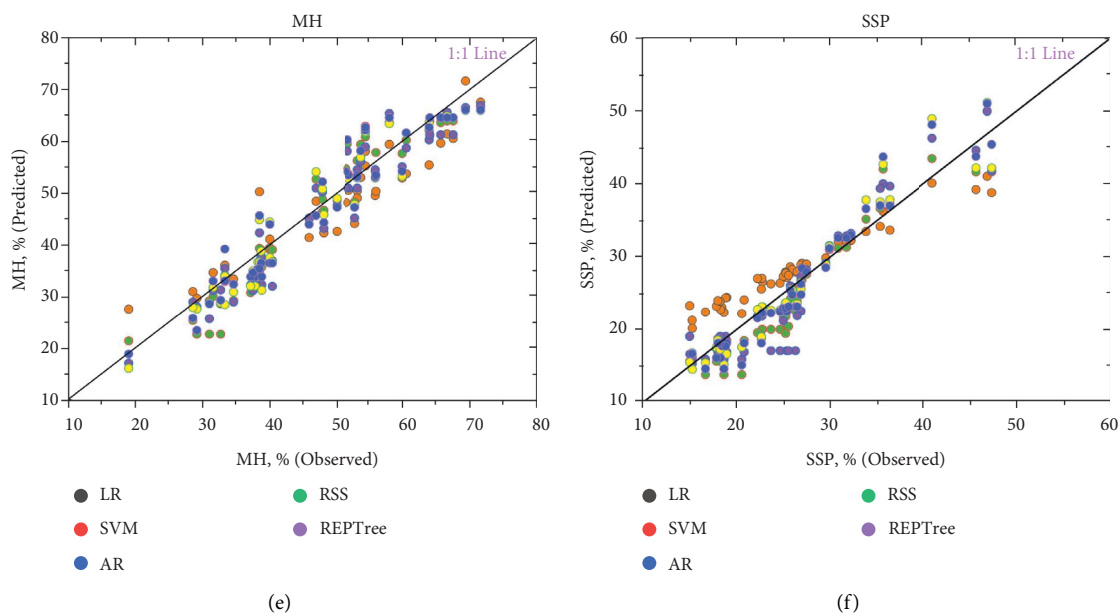 MH
80
70
60
50
40
30
20
10
MH, % (Predicted)
1:1 Line
10 20 30 40 50 60 70 80
MH, % (Observed)
LR
SVM
AR
RSS
REPTree
(e)
SSP
60
50
40
30
20
10
SSP, % (Predicted)
1:1 Line
10 20 30 40 50 60
SSP, % (Observed)
LR
SVM
AR
RSS
REPTree
(f)